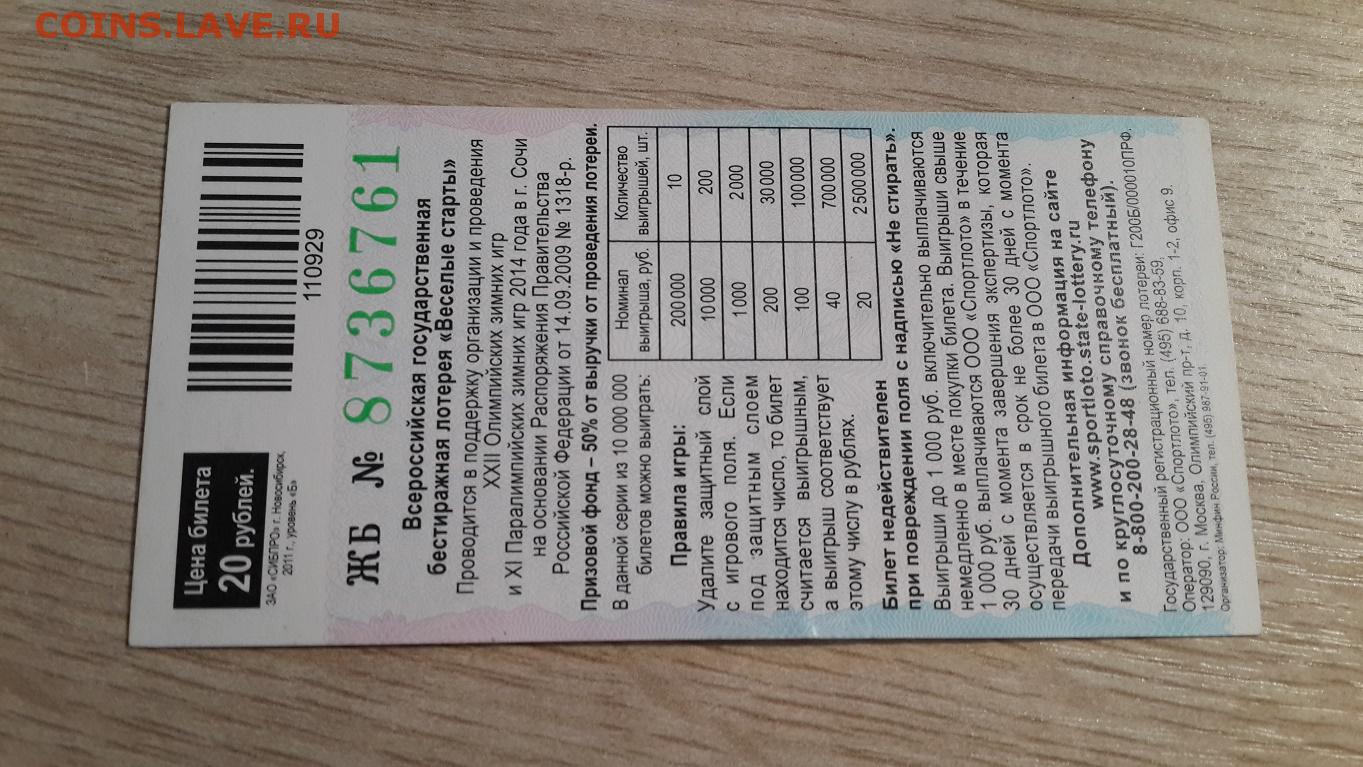 COINS.LAVE.RU
Цена билета
20 рублей.
ЗАО «СИБПРО» г. Новосибирск,
2011 г., уровень «Б»
110929
ЖБ № 8736761
Всероссийская государственная
бестиражная лотерея «Веселые старты»
Проводится в поддержку организации и проведения
XXII Олимпийских зимних игр
и XI Паралимпийских зимних игр 2014 года в г. Сочи
на основании Распоряжения Правительства
Российской Федерации от 14.09.2009 № 1318-р.
Призовой фонд – 50% от выручки от проведения лотереи.
В данной серии из 10 000 000
билетов можно выиграть:
Правила игры:
Удалите защитный слой
с игрового поля. Если
под защитным слоем
находится число, то билет
считается выигрышным,
а выигрыш соответствует
этому числу в рублях.
Номинал выигрыша, руб. Количество выигрышей, шт.
200 000 10
10 000 200
1 000 2 000
200 30 000
100 100 000
40 700 000
20 2 500 000
Билет недействителен
при повреждении поля с надписью «Не стирать».
Выигрыши до 1 000 руб. включительно выплачиваются
немедленно в месте покупки билета. Выигрыши свыше
1 000 руб. выплачиваются ООО «Спортлото» в течение
30 дней с момента завершения экспертизы, которая
осуществляется в срок не более 30 дней с момента
передачи выигрышного билета в ООО «Спортлото».
Дополнительная информация на сайте
www.sportloto.state-lottery.ru
и по круглосуточному справочному телефону
8-800-200-28-48 (звонок бесплатный).
Государственный регистрационный номер лотереи: Г200Б/000010ПРФ.
Оператор: ООО «Спортлото», тел. (495) 688-83-59,
129090, г. Москва, Олимпийский пр-т, д. 10, корп. 1-2, офис 9.
Организатор: Минфин России, тел. (495) 987-91-01.